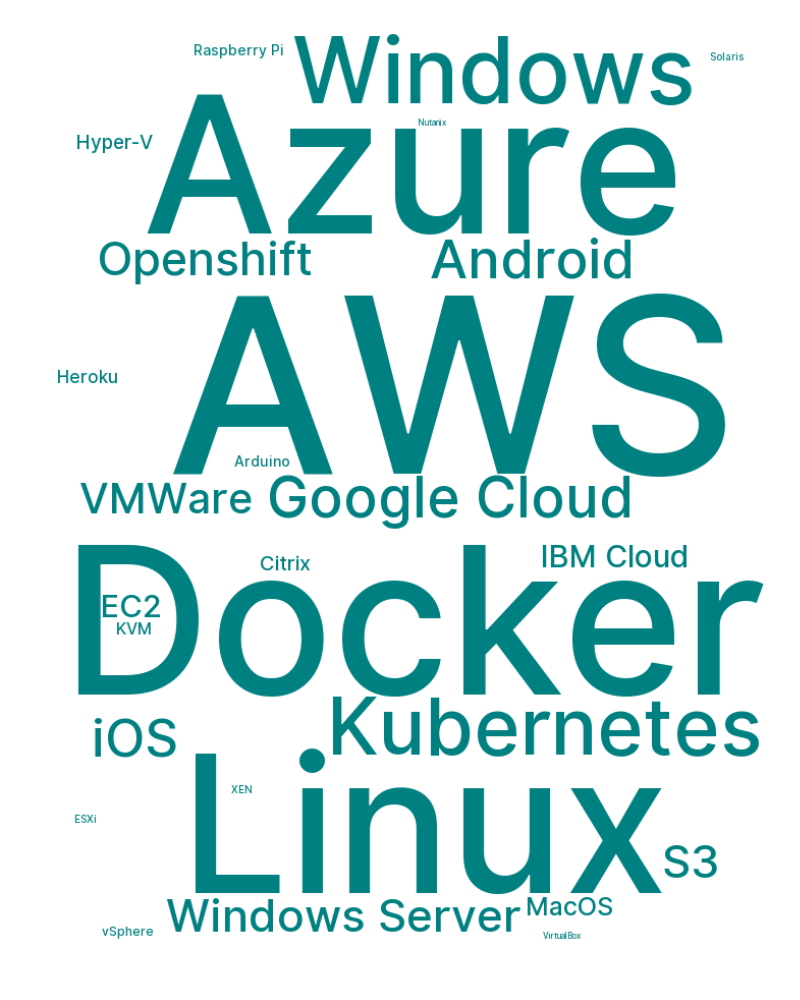 Raspberry Pi
Windows
Solaris
Nutanix
Hyper-V
Azure
Openshift
Android
AWS
Heroku
Arduino
VMWare
Google Cloud
Docker
Citrix
IBM Cloud
EC2
KVM
Kubernetes
iOS
Linux
XEN
ESXi
S3
Windows Server
MacOS
vSphere
VirtualBox